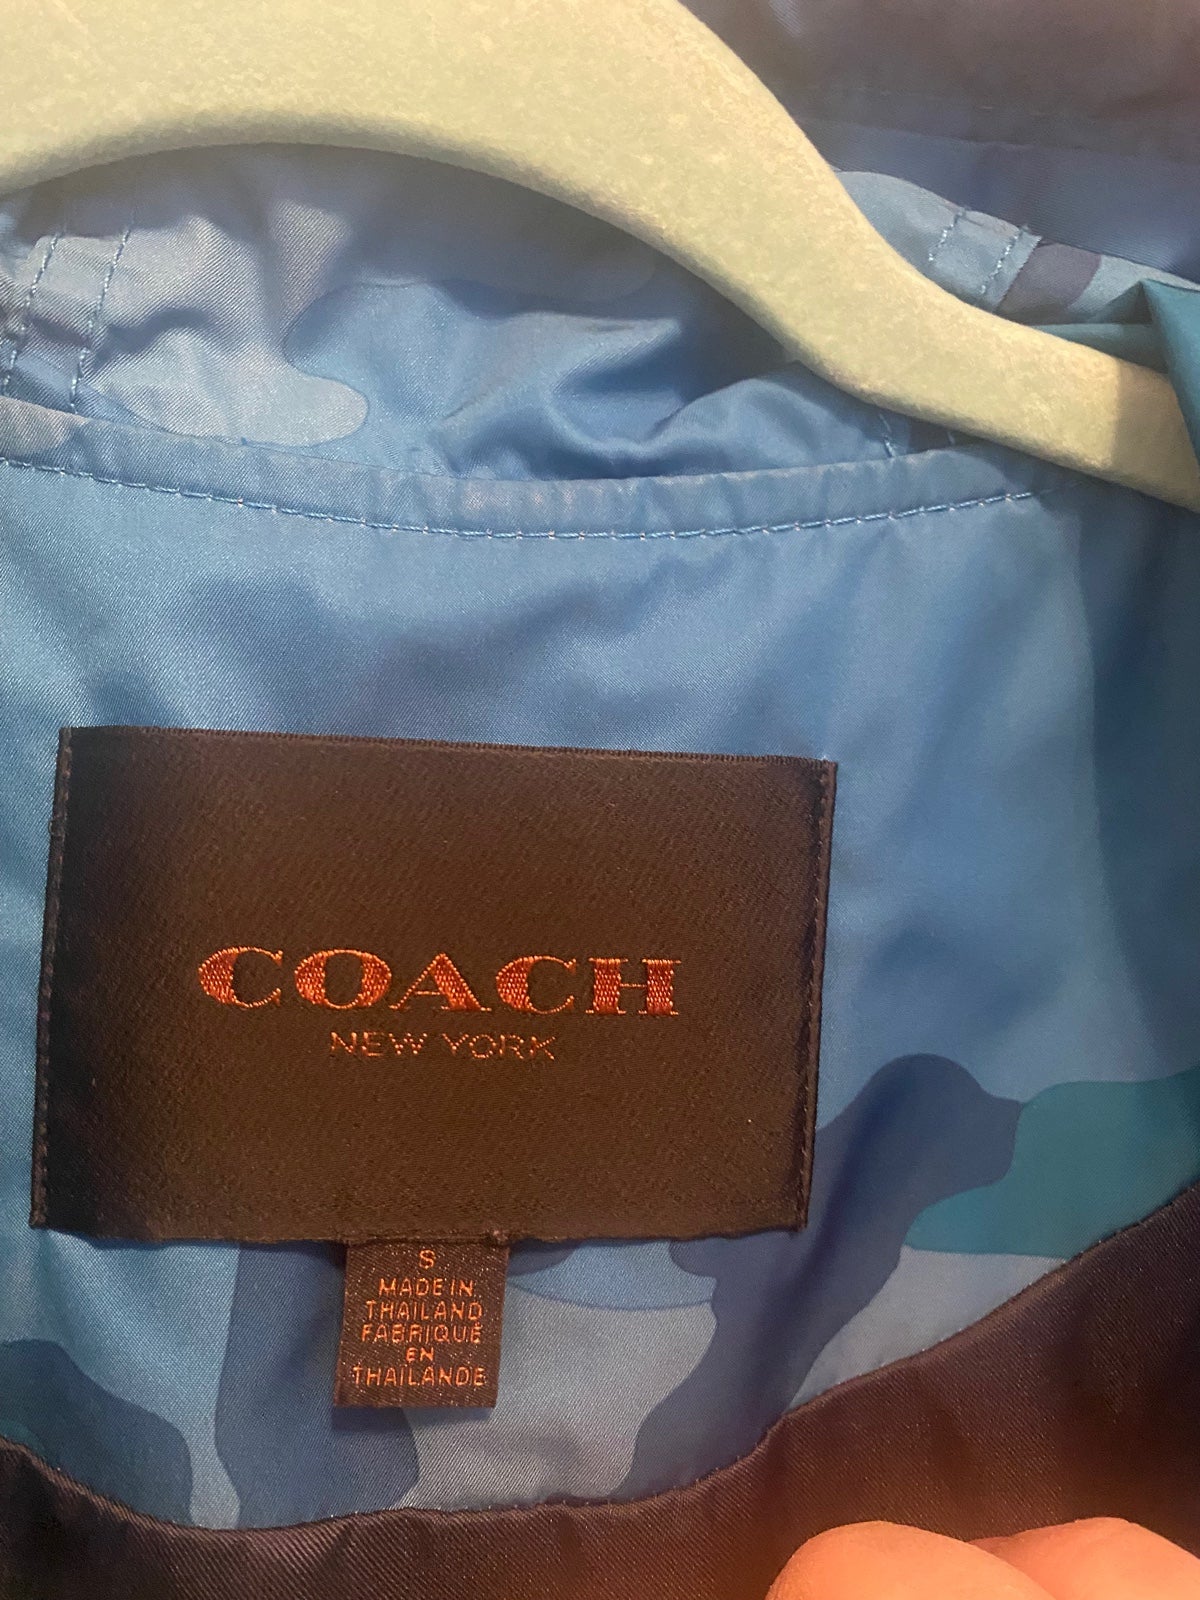 COACH
NEW YORK
S
MADE IN
THAILAND
FABRIQUÉ
EN
THAILANDE